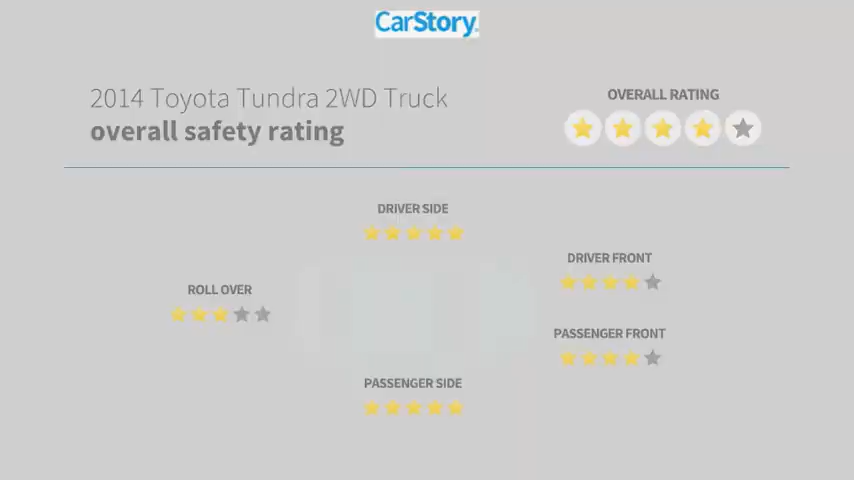 CarStory.
2014 Toyota Tundra 2WD Truck
overall safety rating
OVERALL RATING
DRIVER SIDE
DRIVER FRONT
ROLL OVER
PASSENGER FRONT
PASSENGER SIDE